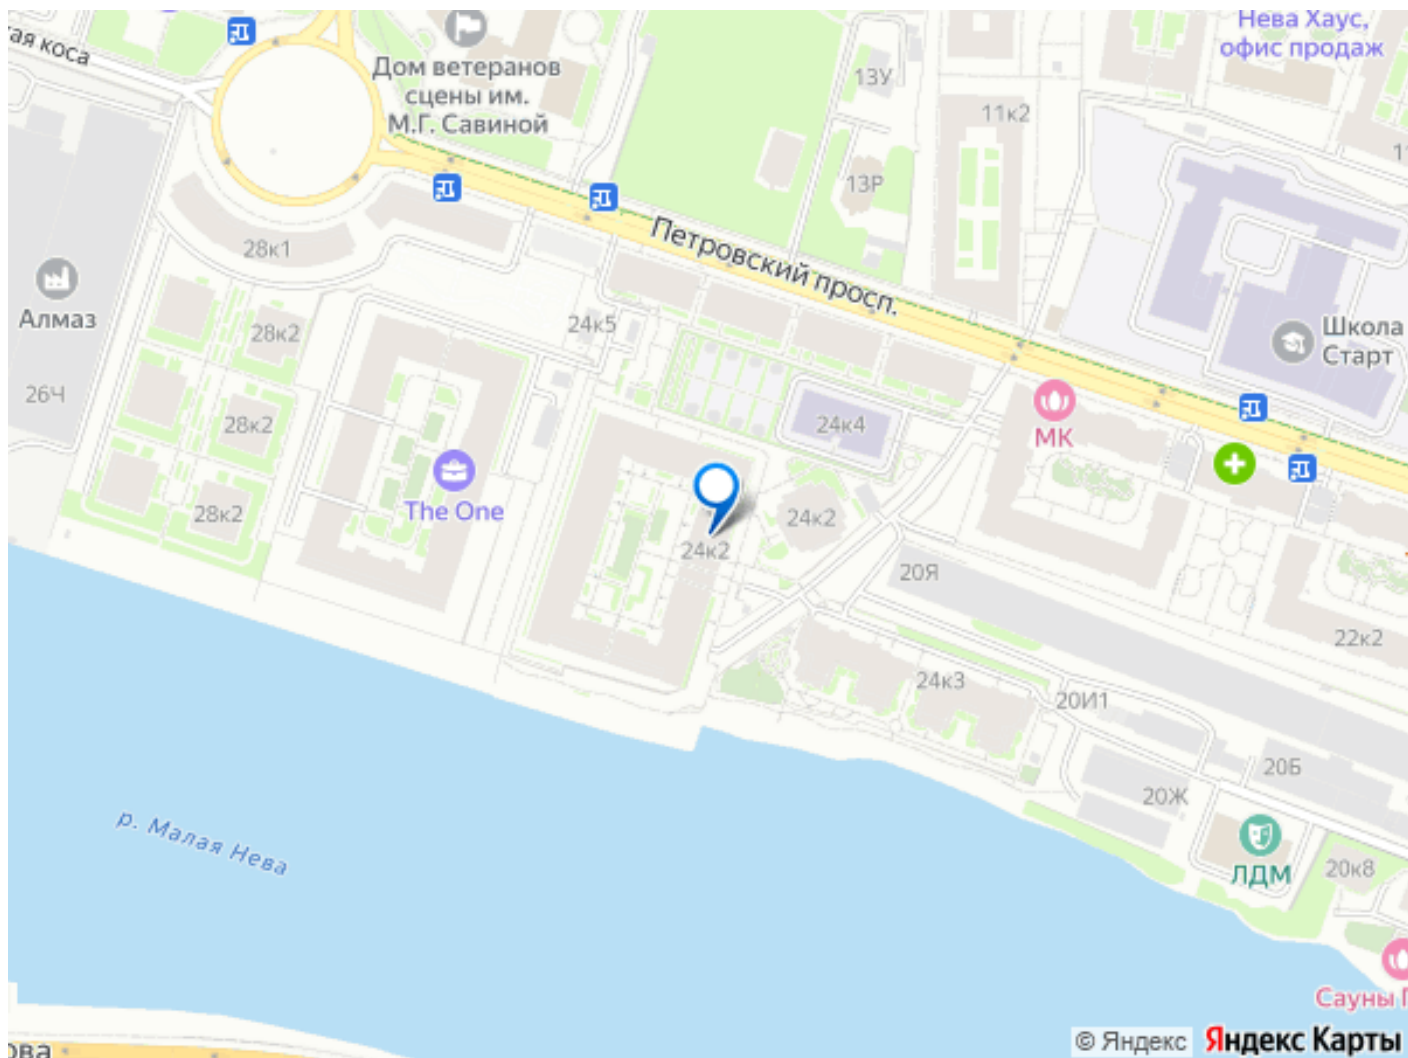 Нева Хаус,
офис продаж
ая коса
Дом ветеранов
сцены им.
М.Г. Савиной
13У
11к2
11
13Р
Петровский просп.
28к1
Алмаз
28к2
24к5
Школа
Старт
26Ч
28к2
24к4
МК
The One
28к2
24к2
24к2
20Я
22к2
24к3
20И1
20Б
20Ж
р. Малая Нева
ЛДМ
20к8
Сауны
© Яндекс
Яндекс Карты
ова